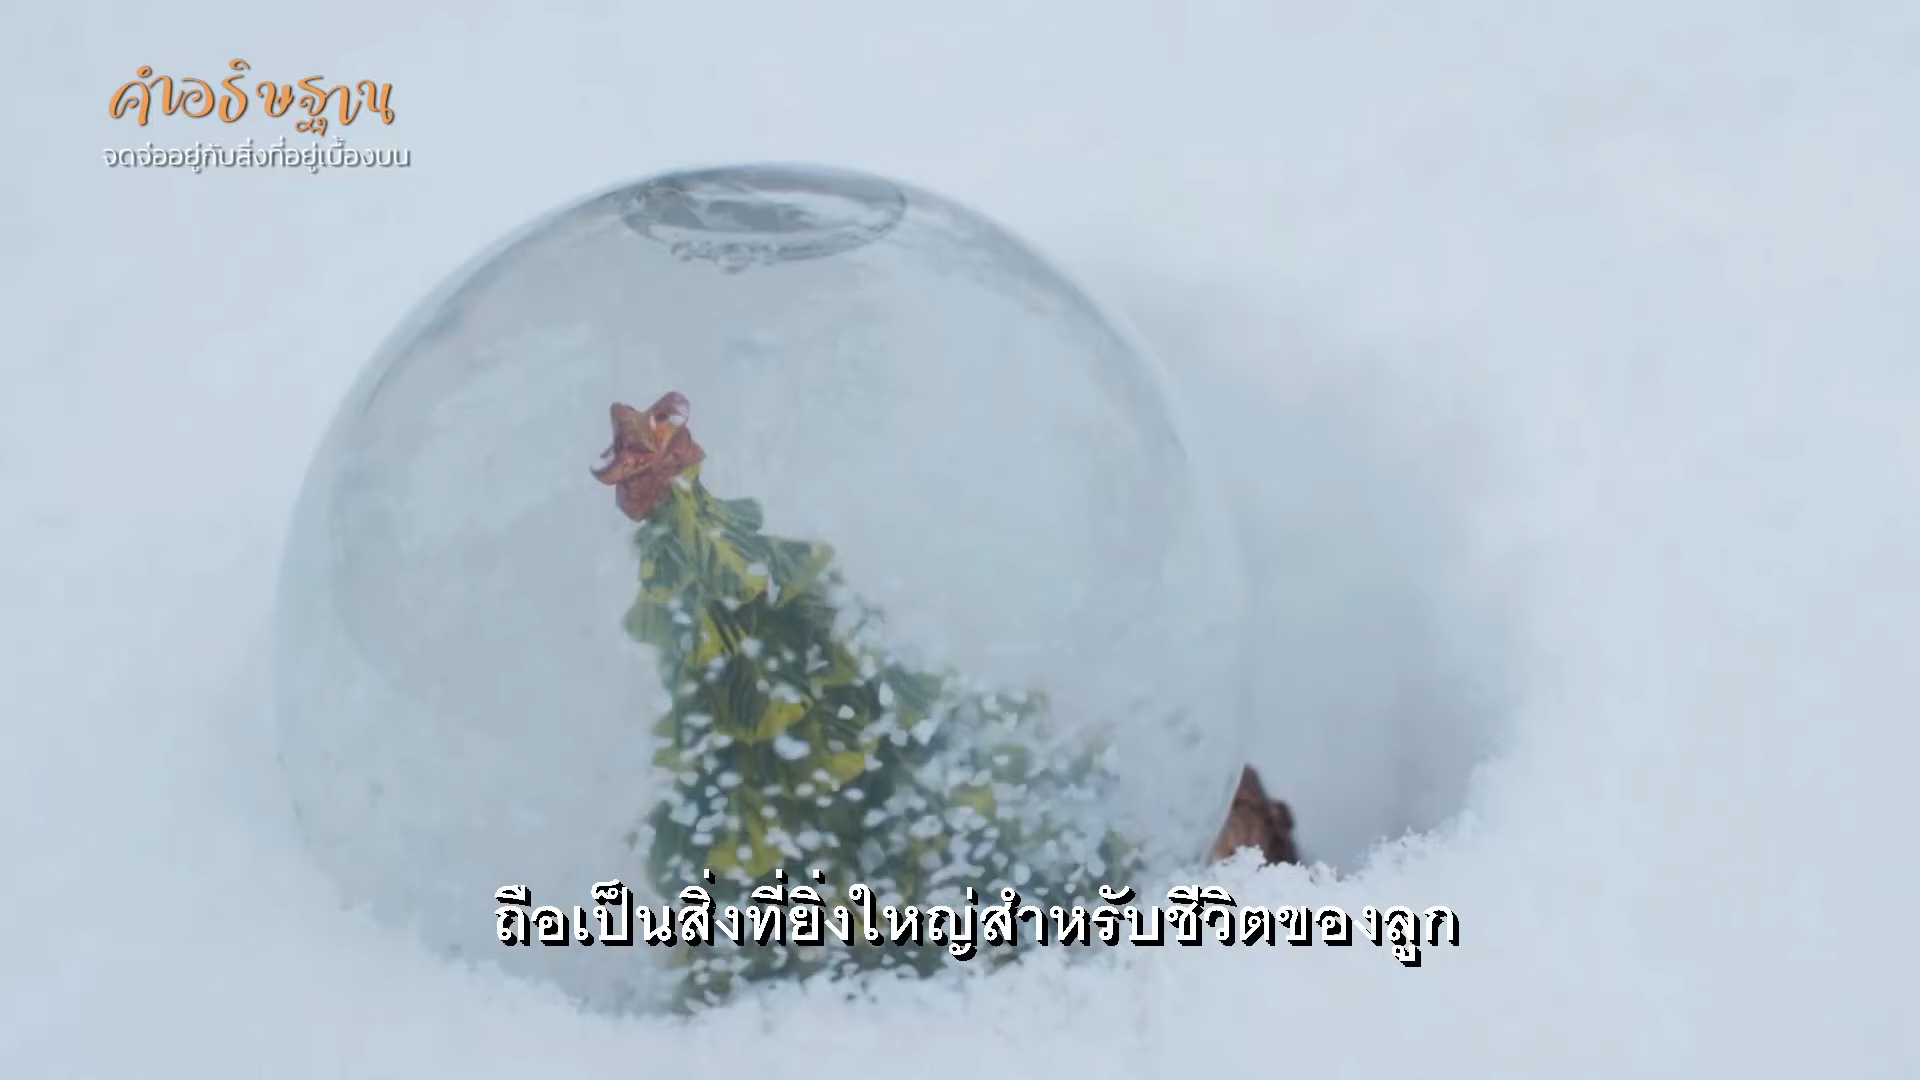 คำอธิษฐาน
จดจ่ออยู่กับสิ่งที่อยู่เบื้องบน
ถือเป็นสิ่งที่ยิ่งใหญ่สำหรับชีวิตของลูก